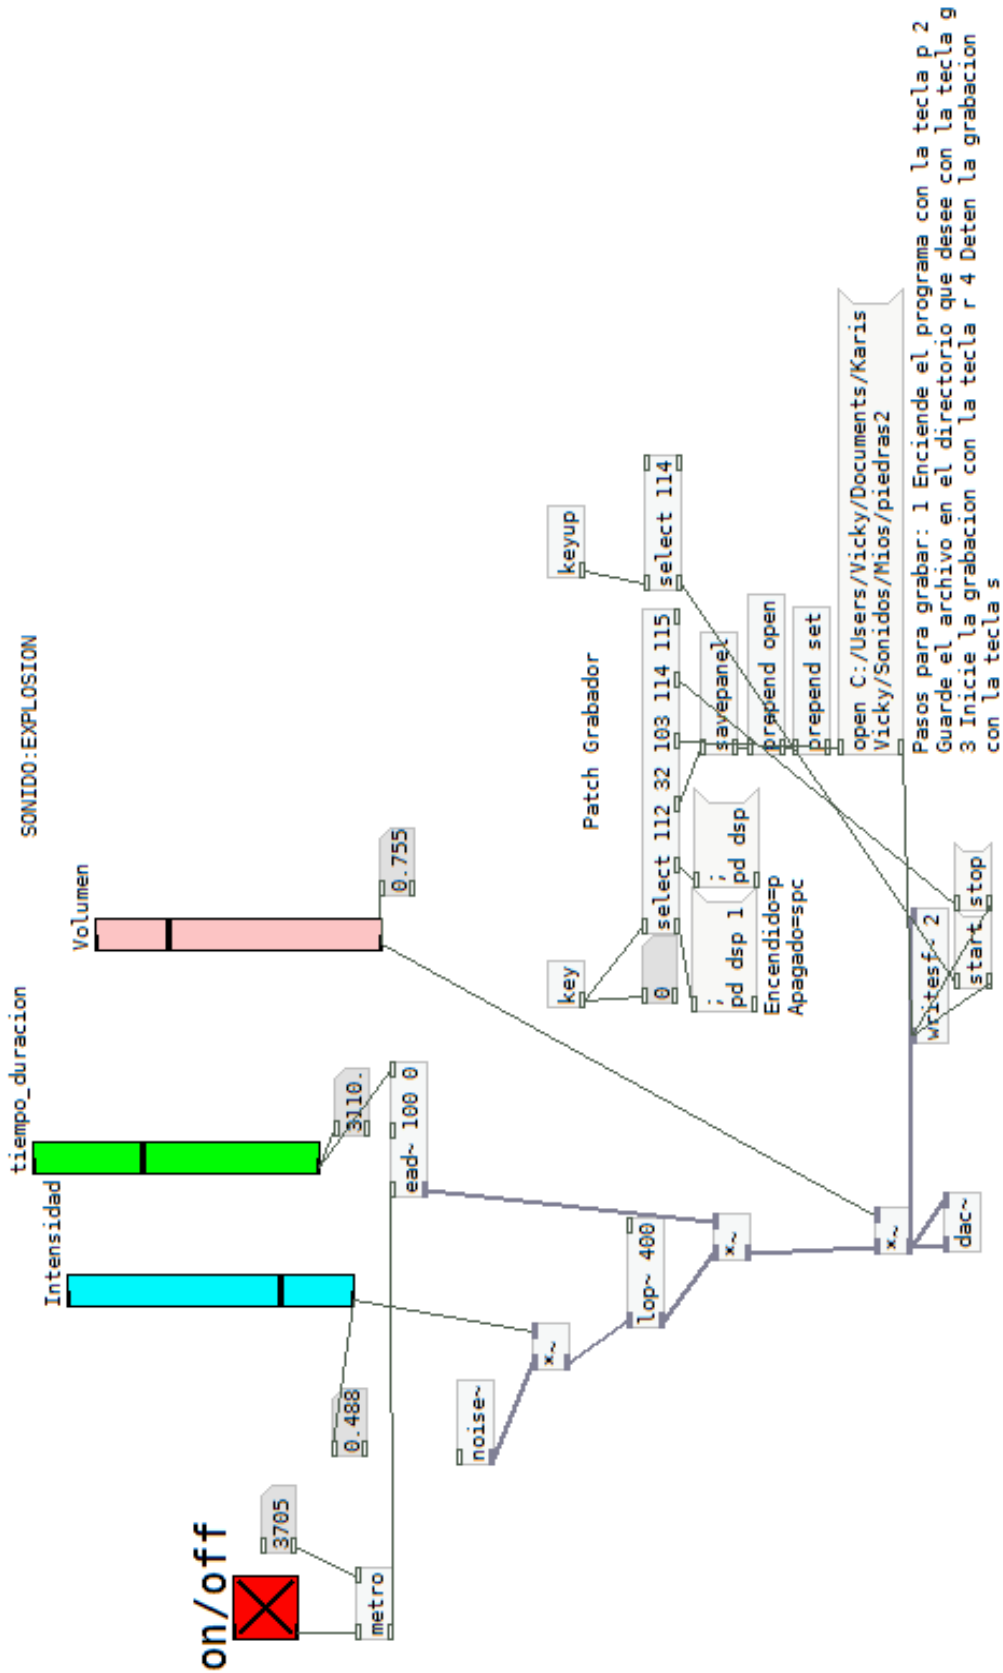 SONIDO:EXPLOSION
on/off
Intensidad
tiempo_duracion
Volumen
3705
0.488
3110.
0.755
metro
ead~ 100 0
noise~
*~
lop~ 400
*~
*~
dac~
Patch Grabador
key
keyup
0
select 112 32 103 114 115
select 114
;
pd dsp 1
;
pd dsp
Encendido=p
Apagado=spc
savepanel
prepend open
prepend set
open C:/Users/Vicky/Documents/Karis
Vicky/Sonidos/Mios/piedras2
writesf~ 2
start
stop
Pasos para grabar: 1 Enciende el programa con la tecla p 2
Guarde el archivo en el directorio que desee con la tecla g
3 Inicie la grabacion con la tecla r 4 Deten la grabacion
con la tecla s